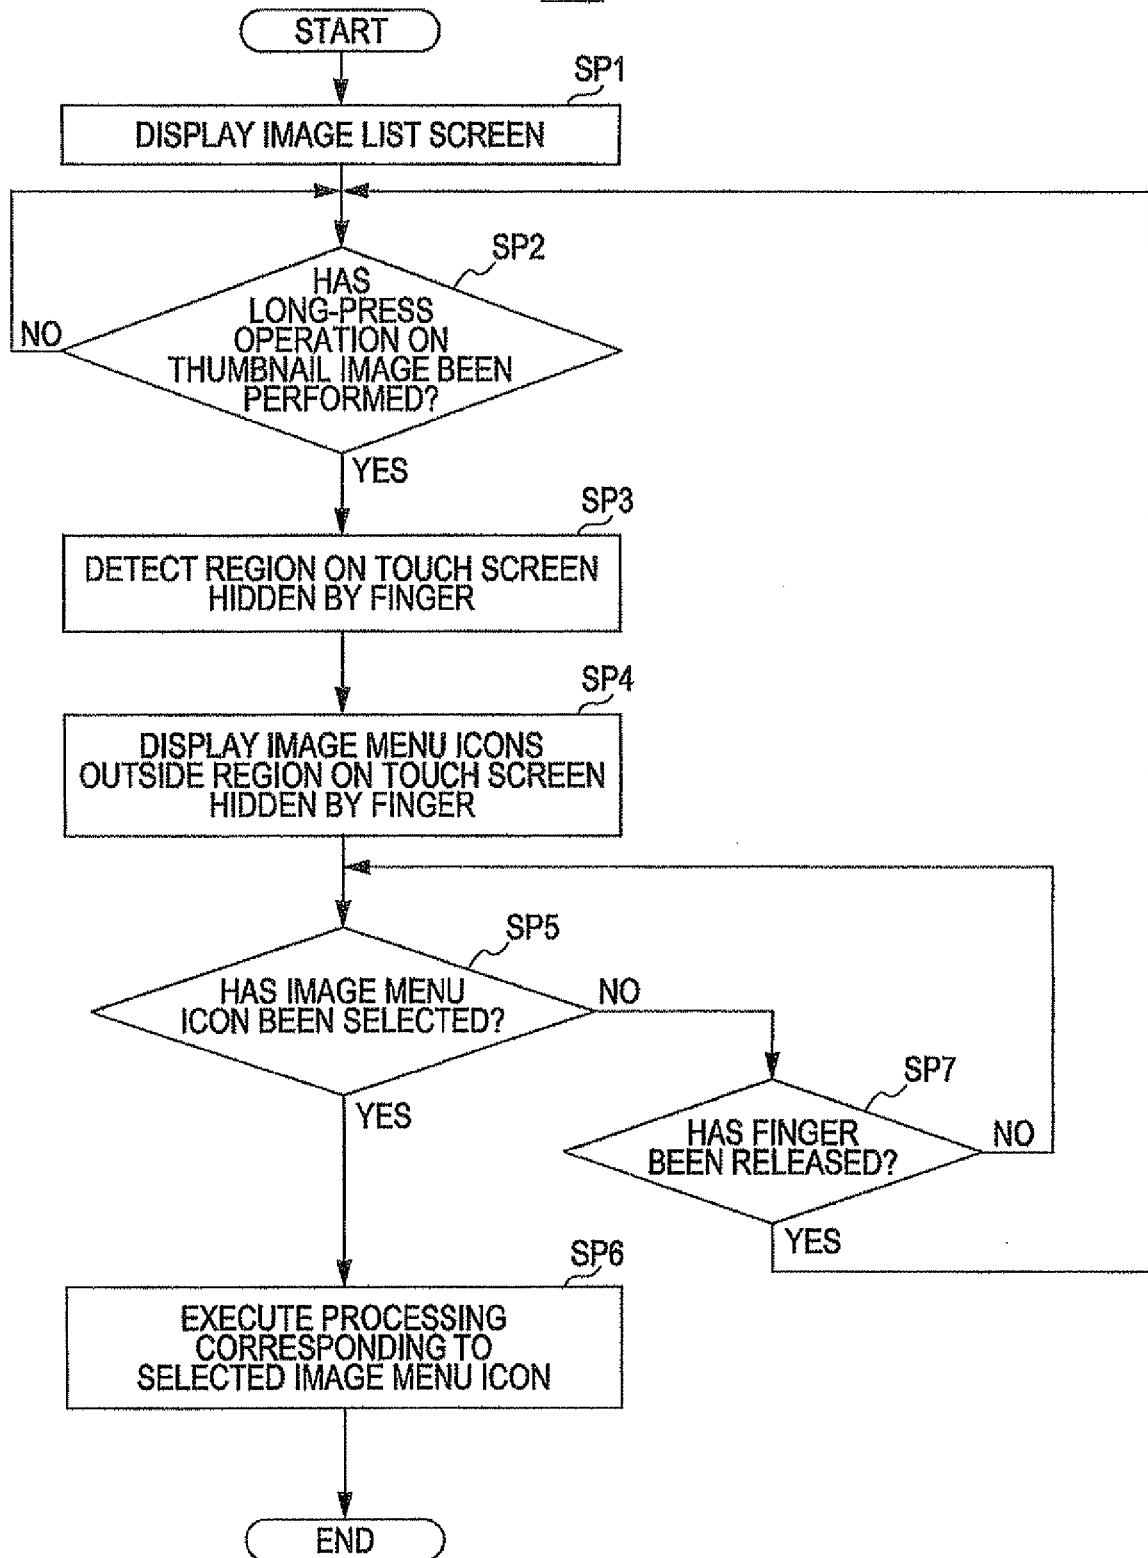 START
SP1
DISPLAY IMAGE LIST SCREEN
SP2
HAS
LONG-PRESS
OPERATION ON
THUMBNAIL IMAGE BEEN
PERFORMED?
NO
YES
SP3
DETECT REGION ON TOUCH SCREEN
HIDDEN BY FINGER
SP4
DISPLAY IMAGE MENU ICONS
OUTSIDE REGION ON TOUCH SCREEN
HIDDEN BY FINGER
SP5
HAS IMAGE MENU
ICON BEEN SELECTED?
NO
YES
SP7
HAS FINGER
BEEN RELEASED?
NO
YES
SP6
EXECUTE PROCESSING
CORRESPONDING TO
SELECTED IMAGE MENU ICON
END